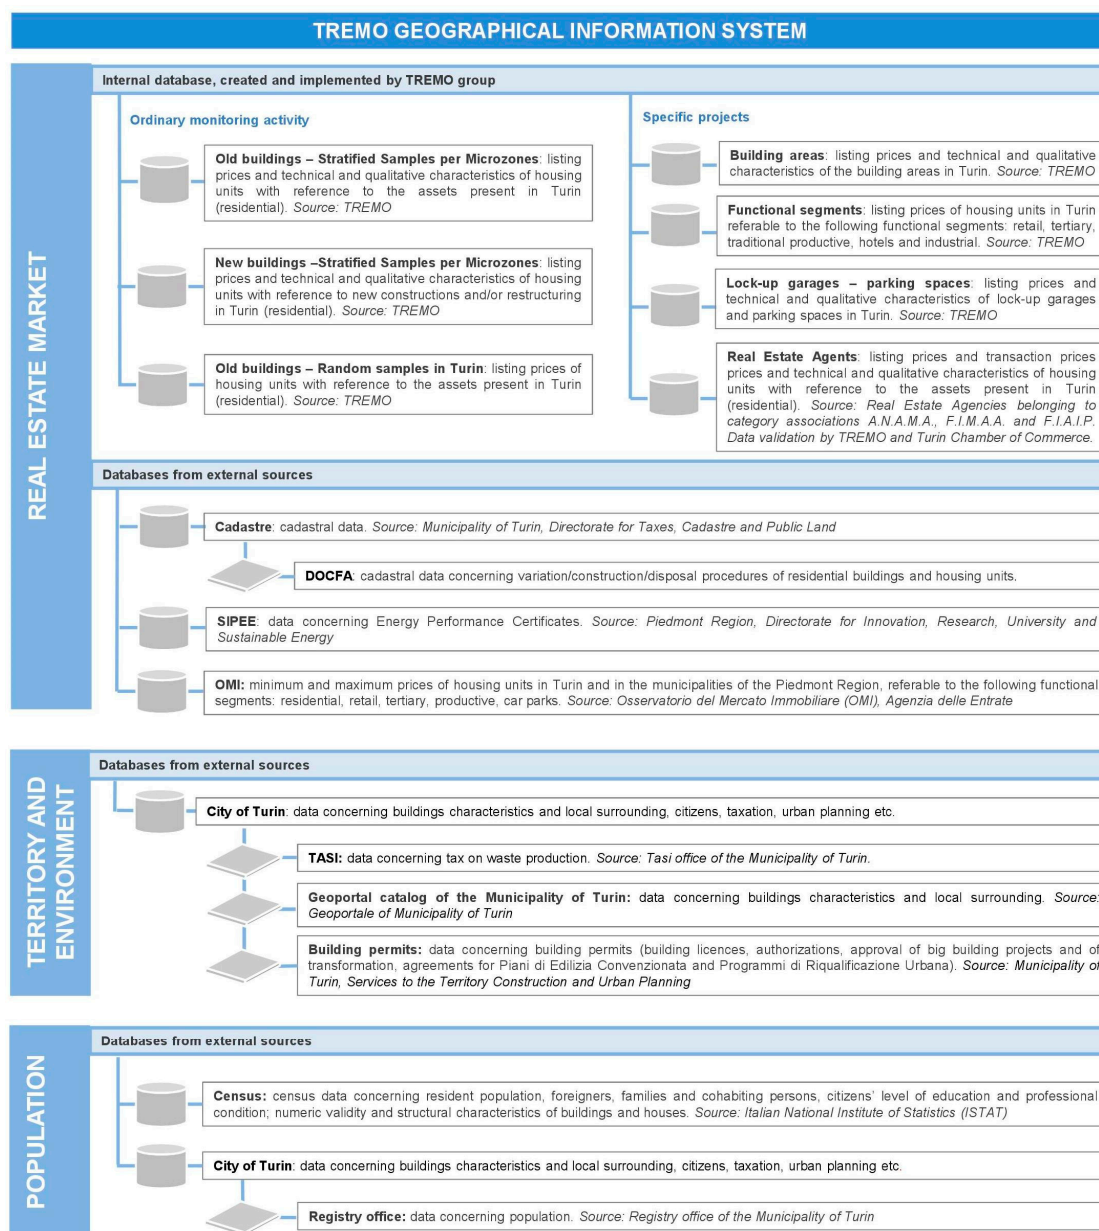 TREMO GEOGRAPHICAL INFORMATION SYSTEM
REAL ESTATE MARKET
Internal database, created and implemented by TREMO group
Ordinary monitoring activity
Old buildings – Stratified Samples per Microzones: listing
prices and technical and qualitative characteristics of housing
units with reference to the assets present in Turin
(residential). Source: TREMO
New buildings –Stratified Samples per Microzones: listing
prices and technical and qualitative characteristics of housing
units with reference to new constructions and/or restructuring
in Turin (residential). Source: TREMO
Old buildings – Random samples in Turin: listing prices of
housing units with reference to the assets present in Turin
(residential). Source: TREMO
Specific projects
Building areas: listing prices and technical and qualitative
characteristics of the building areas in Turin. Source: TREMO
Functional segments: listing prices of housing units in Turin
referable to the following functional segments: retail, tertiary,
traditional productive, hotels and industrial. Source: TREMO
Lock-up garages – parking spaces: listing prices and
technical and qualitative characteristics of lock-up garages
and parking spaces in Turin. Source: TREMO
Real Estate Agents: listing prices and transaction prices
prices and technical and qualitative characteristics of housing
units with reference to the assets present in Turin
(residential). Source: Real Estate Agencies belonging to
category associations A.N.A.M.A., F.I.M.A.A. and F.I.A.I.P.
Data validation by TREMO and Turin Chamber of Commerce.
Databases from external sources
Cadastre: cadastral data. Source: Municipality of Turin, Directorate for Taxes, Cadastre and Public Land
DOCFA: cadastral data concerning variation/construction/disposal procedures of residential buildings and housing units.
SIPEE: data concerning Energy Performance Certificates. Source: Piedmont Region, Directorate for Innovation, Research, University and
Sustainable Energy
OMI: minimum and maximum prices of housing units in Turin and in the municipalities of the Piedmont Region, referable to the following functional
segments: residential, retail, tertiary, productive, car parks. Source: Osservatorio del Mercato Immobiliare (OMI), Agenzia delle Entrate
TERRITORY AND
ENVIRONMENT
Databases from external sources
City of Turin: data concerning buildings characteristics and local surrounding, citizens, taxation, urban planning etc.
TASI: data concerning tax on waste production. Source: Tasi office of the Municipality of Turin.
Geoportal catalog of the Municipality of Turin: data concerning buildings characteristics and local surrounding. Source:
Geoportale of Municipality of Turin
Building permits: data concerning building permits (building licences, authorizations, approval of big building projects and of
transformation, agreements for Piani di Edilizia Convenzionata and Programmi di Riqualificazione Urbana). Source: Municipality of
Turin, Services to the Territory Construction and Urban Planning
POPULATION
Databases from external sources
Census: census data concerning resident population, foreigners, families and cohabiting persons, citizens' level of education and professional
condition; numeric validity and structural characteristics of buildings and houses. Source: Italian National Institute of Statistics (ISTAT)
City of Turin: data concerning buildings characteristics and local surrounding, citizens, taxation, urban planning etc.
Registry office: data concerning population. Source: Registry office of the Municipality of Turin